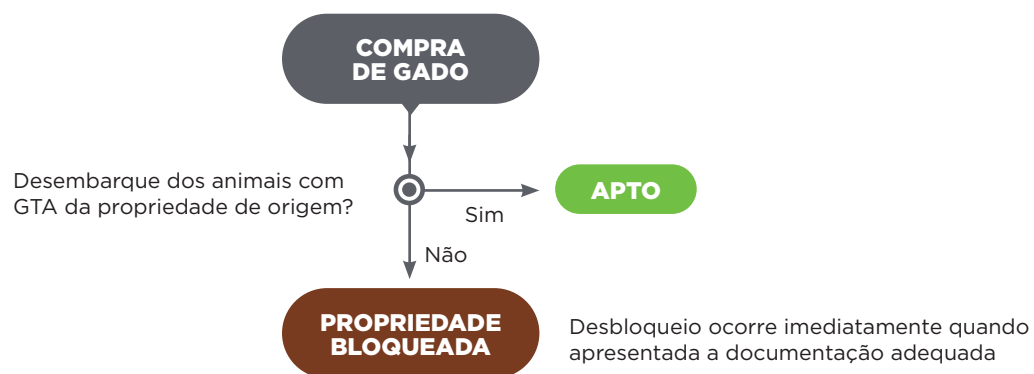 COMPRA
DE GADO
Desembarque dos animais com
GTA da propriedade de origem?
Sim
APTO
Não
PROPRIEDADE
BLOQUEADA
Desbloqueio ocorre imediatamente quando
apresentada a documentação adequada